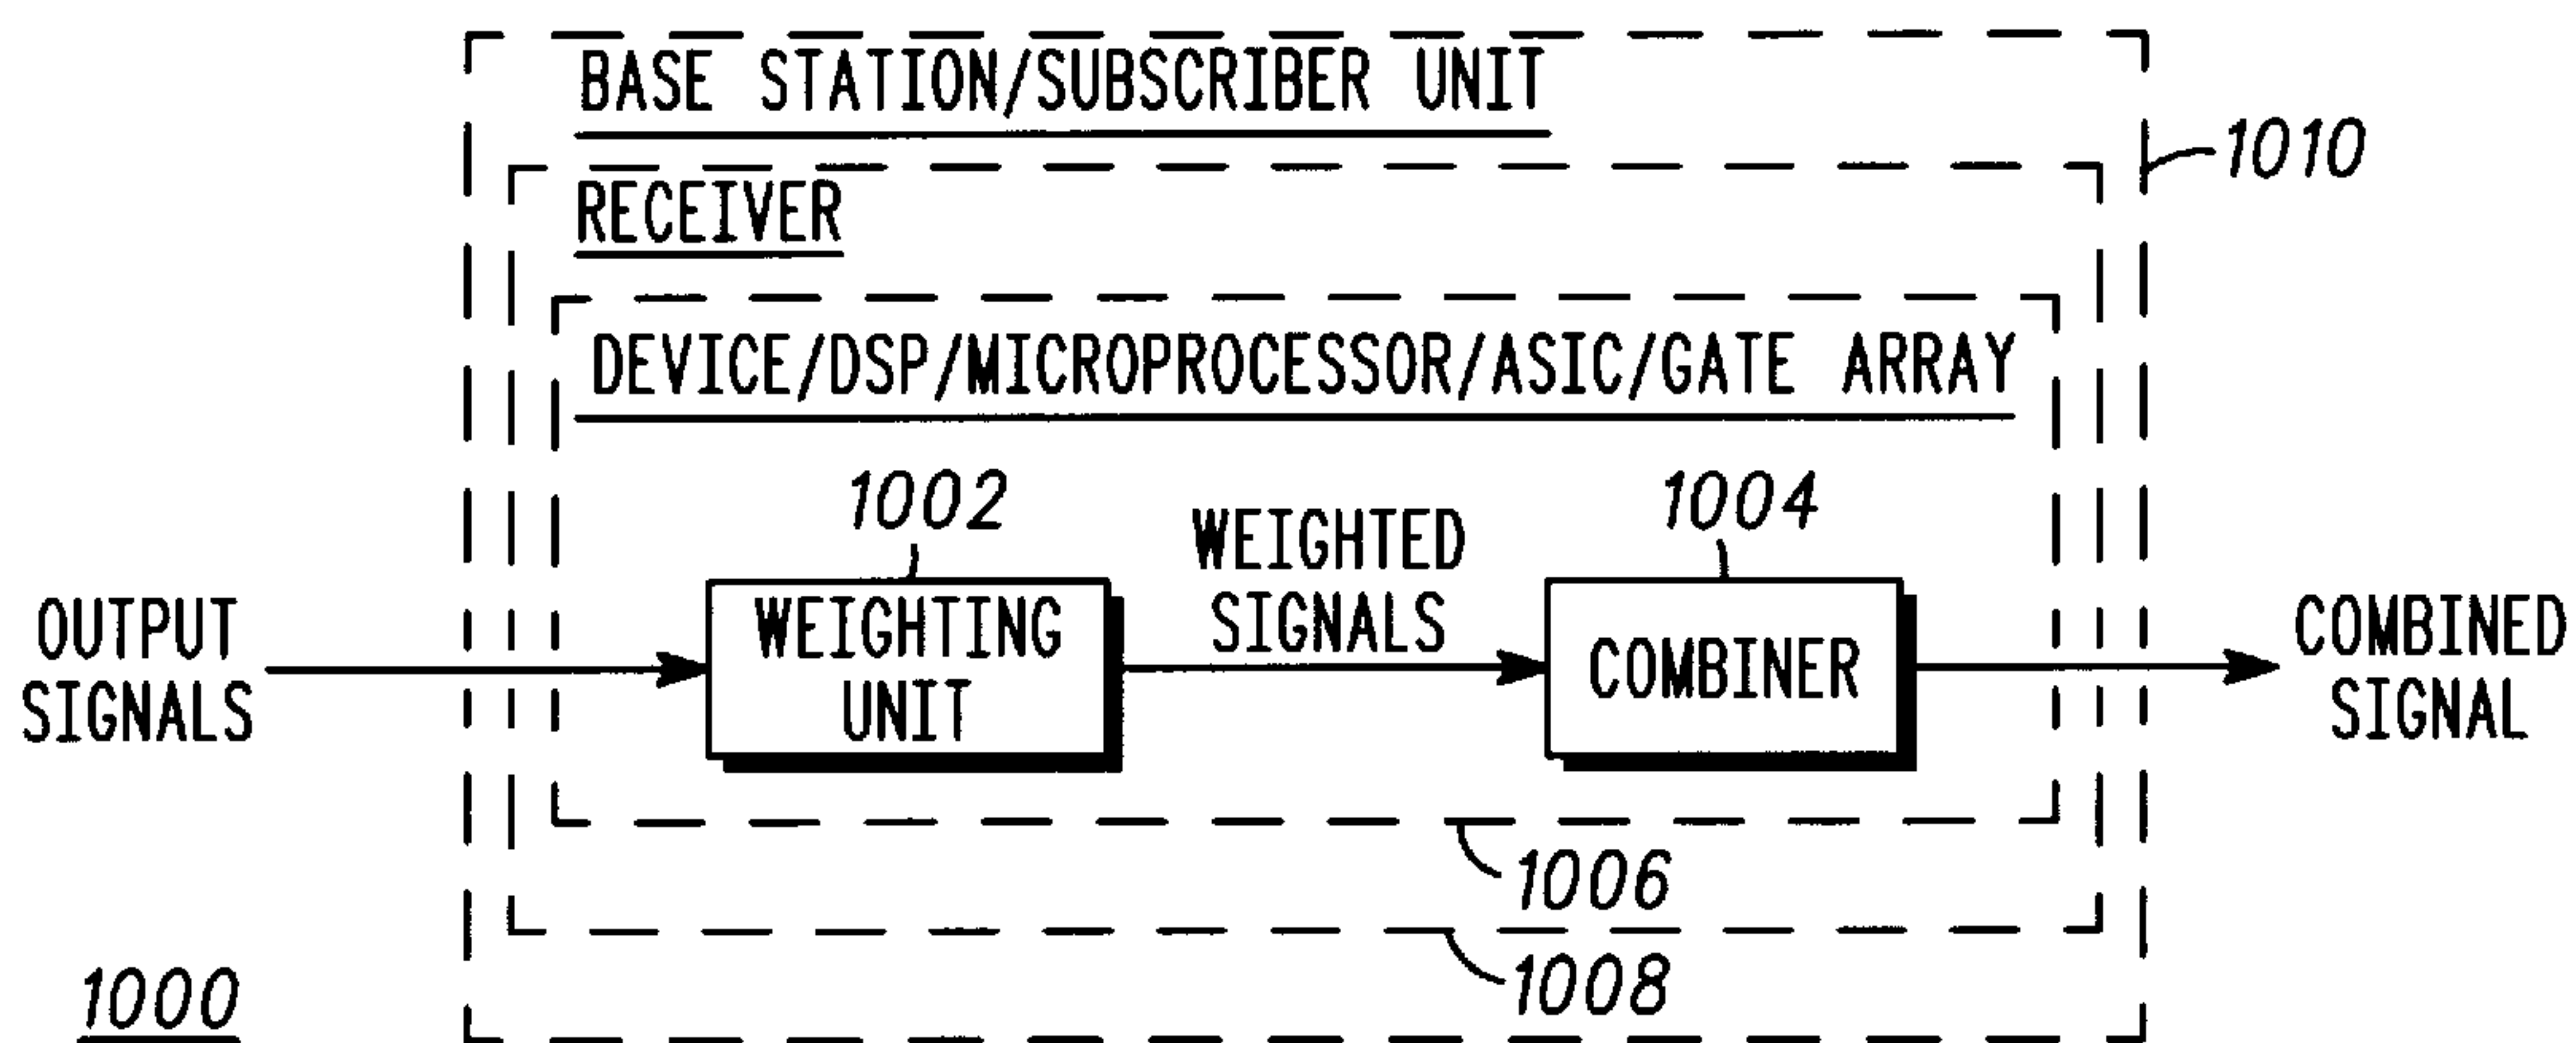 BASE STATION/SUBSCRIBER UNIT
1010
RECEIVER
DEVICE/DSP/MICROPROCESSOR/ASIC/GATE ARRAY
1002
1004
WEIGHTED
SIGNALS
OUTPUT
SIGNALS
WEIGHTING
UNIT
COMBINER
COMBINED
SIGNAL
1006
1008
1000